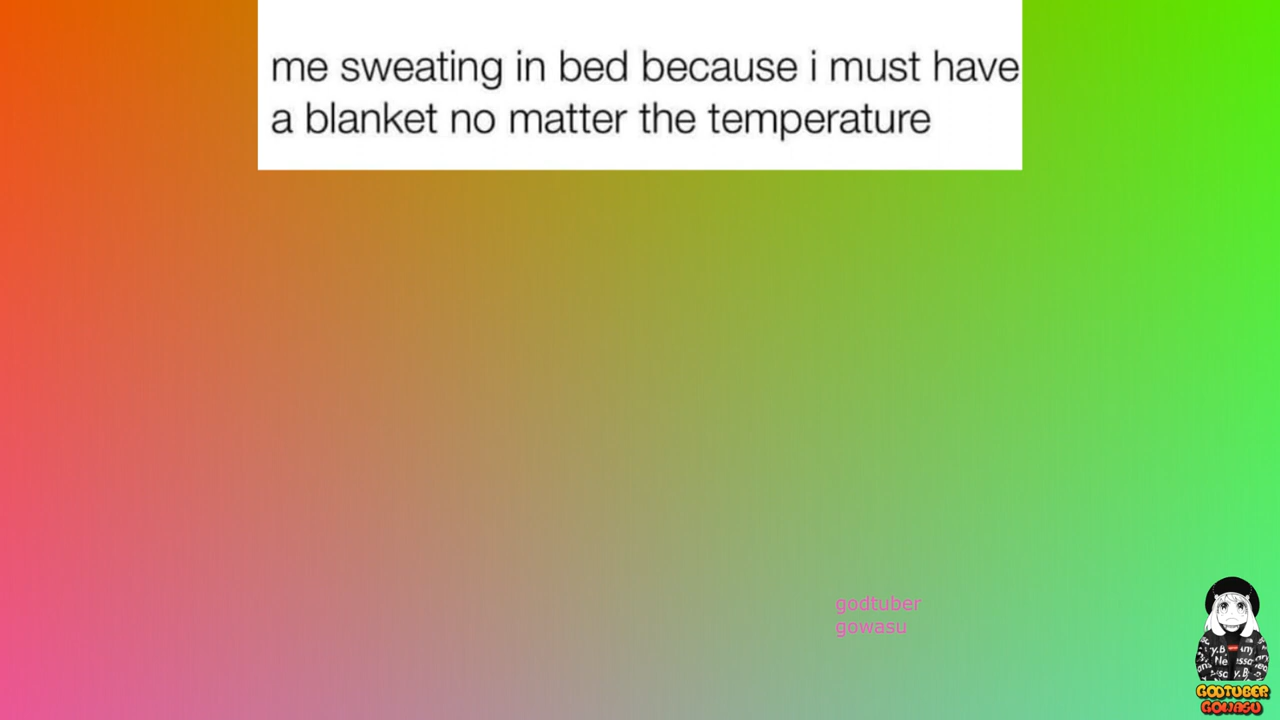 me sweating in bed because i must have
a blanket no matter the temperature
godtuber
gowasu
GODTUBER
GOWASU